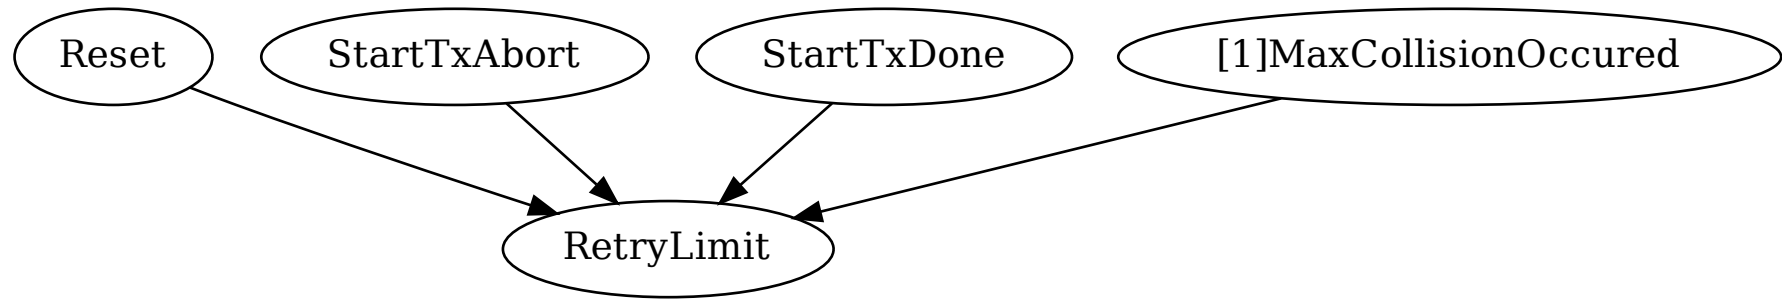 Reset
StartTxAbort
StartTxDone
[1]MaxCollisionOccured
RetryLimit